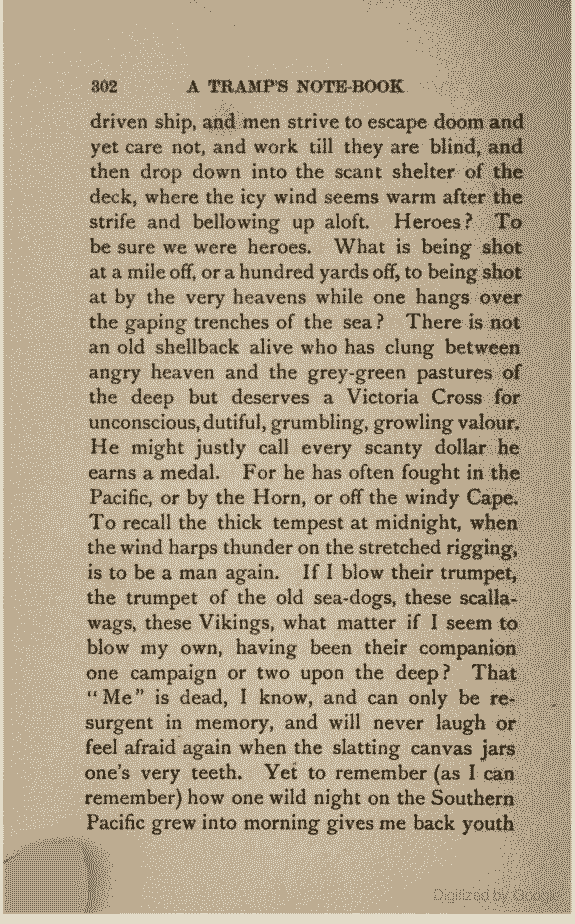 302 A TRAMP'S NOTE-BOOK
driven ship, and men strive to escape doom and
yet care not, and work till they are blind, and
then drop down into the scant shelter of the
deck, where the icy wind seems warm after the
strife and bellowing up aloft. Heroes? To
be sure we were heroes. What is being shot
at a mile off, or a hundred yards off, to being shot
at by the very heavens while one hangs over
the gaping trenches of the sea? There is not
an old shellback alive who has clung between
angry heaven and the grey-green pastures of
the deep but deserves a Victoria Cross for
unconscious, dutiful, grumbling, growling valour.
He might justly call every scanty dollar he
earns a medal. For he has often fought in the
Pacific, or by the Horn, or off the windy Cape.
To recall the thick tempest at midnight, when
the wind harps thunder on the stretched rigging,
is to be a man again. If I blow their trumpet,
the trumpet of the old sea-dogs, these scalla-
wags, these Vikings, what matter if I seem to
blow my own, having been their companion
one campaign or two upon the deep? That
"Me" is dead, I know, and can only be re-
surgent in memory, and will never laugh or
feel afraid again when the slatting canvas jars
one's very teeth. Yet to remember (as I can
remember) how one wild night on the Southern
Pacific grew into morning gives me back youth
Digitized by Google